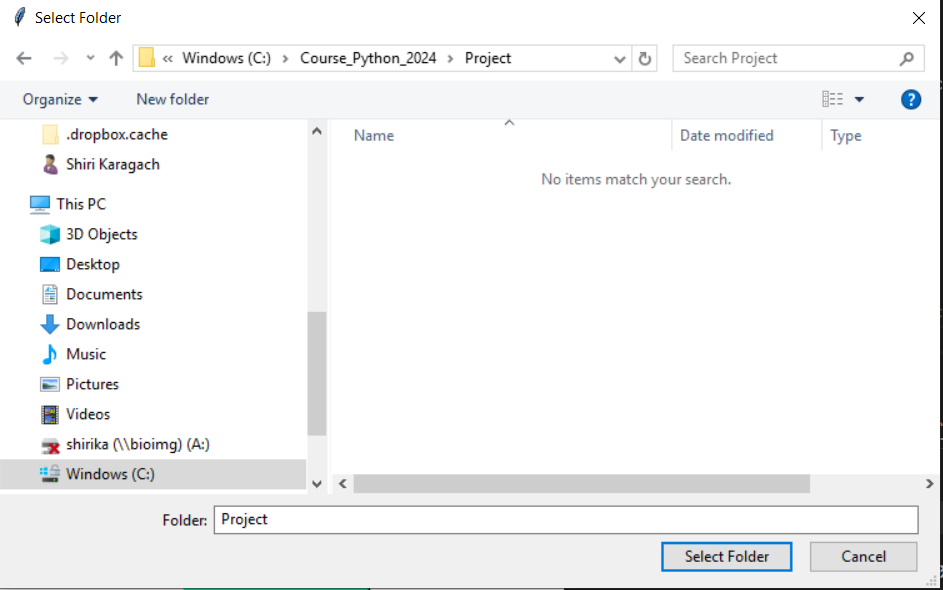 Select Folder
« Windows (C:) › Course_Python_2024 › Project
Search Project
Organize
New folder
?
.dropbox.cache
Shiri Karagach
This PC
3D Objects
Desktop
Documents
Downloads
Music
Pictures
Videos
shirika (\\bioimg) (A:)
Windows (C:)
Name
Date modified
Type
No items match your search.
Folder:
Project
Select Folder
Cancel